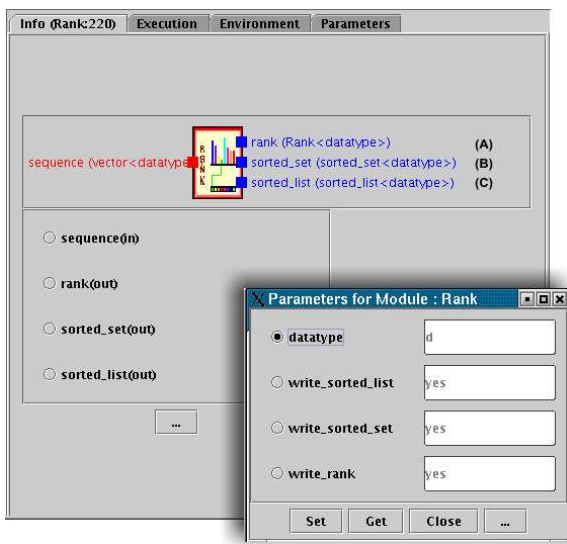 Info (Rank:220) Execution Environment Parameters
rank (Rank<datatype>) (A)
sequence (vector<datatype sorted_set (sorted_set<datatype>) (B)
sorted_list (sorted_list<datatype>) (C)
RANK
sequence(in)
rank(out)
sorted_set(out)
sorted_list(out)
...
X Parameters for Module : Rank
datatype d
write_sorted_list yes
write_sorted_set yes
write_rank yes
Set Get Close ...